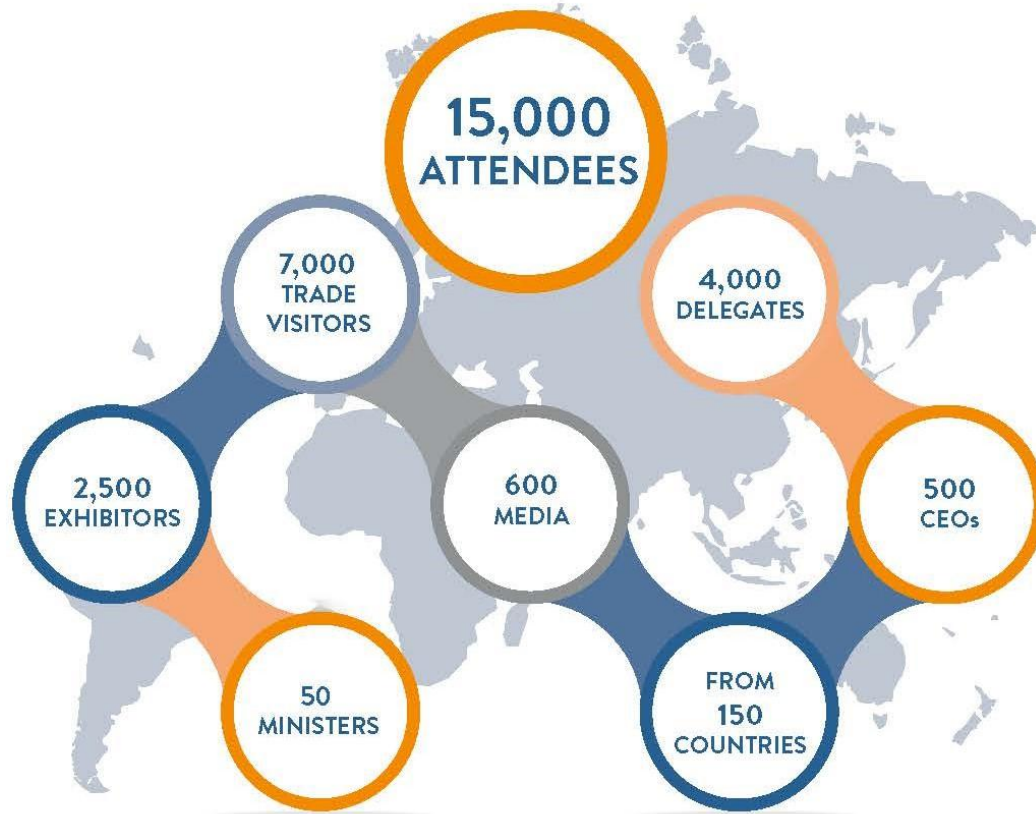 15,000
ATTENDEES
7,000
TRADE
VISITORS
4,000
DELEGATES
2,500
EXHIBITORS
600
MEDIA
500
CEOs
50
MINISTERS
FROM
150
COUNTRIES